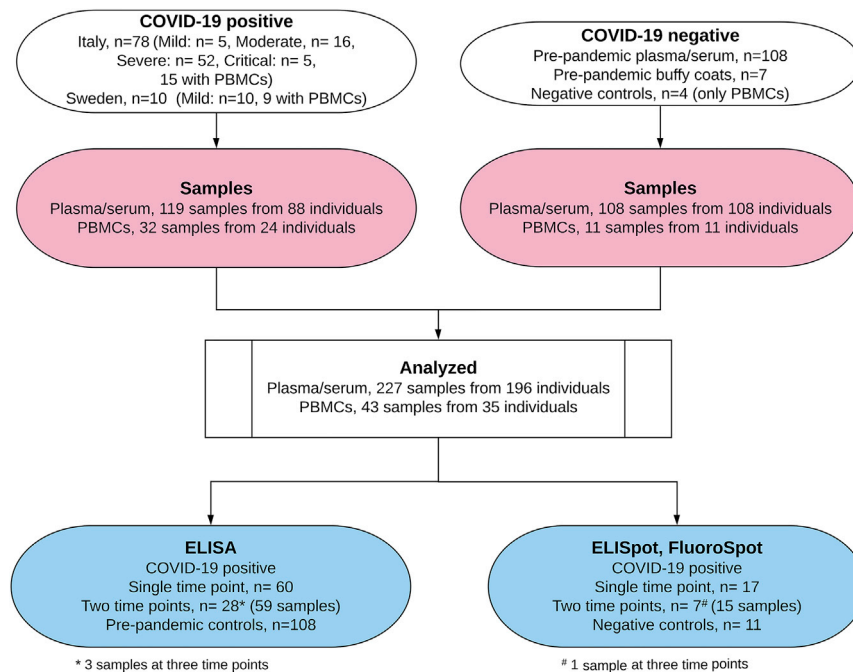 COVID-19 positive
Italy, n=78 (Mild: n= 5, Moderate, n= 16,
Severe: n= 52, Critical: n= 5,
15 with PBMCs)
Sweden, n=10 (Mild: n=10, 9 with PBMCs)
COVID-19 negative
Pre-pandemic plasma/serum, n=108
Pre-pandemic buffy coats, n=7
Negative controls, n=4 (only PBMCs)
Samples
Plasma/serum, 119 samples from 88 individuals
PBMCs, 32 samples from 24 individuals
Samples
Plasma/serum, 108 samples from 108 individuals
PBMCs, 11 samples from 11 individuals
Analyzed
Plasma/serum, 227 samples from 196 individuals
PBMCs, 43 samples from 35 individuals
ELISA
COVID-19 positive
Single time point, n= 60
Two time points, n= 28* (59 samples)
Pre-pandemic controls, n=108
* 3 samples at three time points
ELISpot, FluoroSpot
COVID-19 positive
Single time point, n= 17
Two time points, n= 7# (15 samples)
Negative controls, n= 11
# 1 sample at three time points